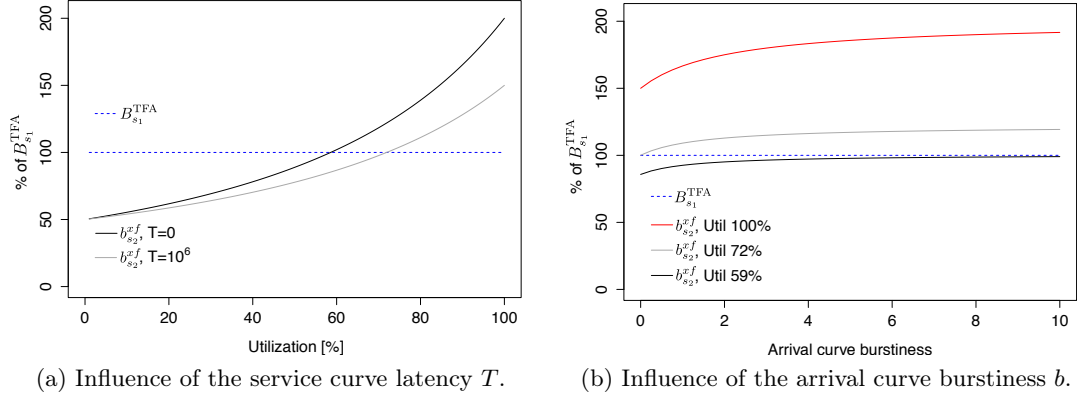 % of B_{s_1}^{TFA}
200
150
100
50
0
B_{s_1}^{TFA}
b_{s_2}^{xf}, T=0
b_{s_2}^{xf}, T=10^6
0 20 40 60 80 100
Utilization [%]
(a) Influence of the service curve latency T.
% of B_{s_1}^{TFA}
200
150
100
50
0
B_{s_1}^{TFA}
b_{s_2}^{xf}, Util 100%
b_{s_2}^{xf}, Util 72%
b_{s_2}^{xf}, Util 59%
0 2 4 6 8 10
Arrival curve burstiness
(b) Influence of the arrival curve burstiness b.